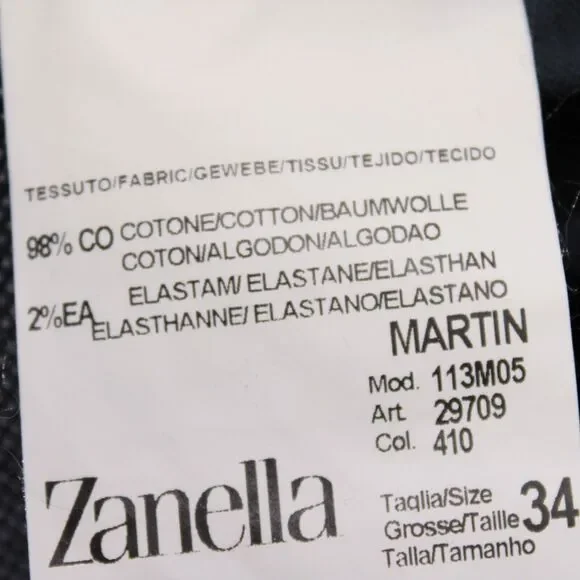 TESSUTO/FABRIC/GEWEBE/TISSU/TEJIDO/TECIDO
98% CO COTONE/COTTON/BAUMWOLLE
COTON/ALGODON/ALGODAO
2%EA ELASTAM/ ELASTANE/ELASTHAN
ELASTHANNE/ ELASTANO/ELASTANO
MARTIN
Mod. 113M05
Art. 29709
Col. 410
Zanella
Taglia/Size
Grosse/Taille 34
Talla/Tamanho